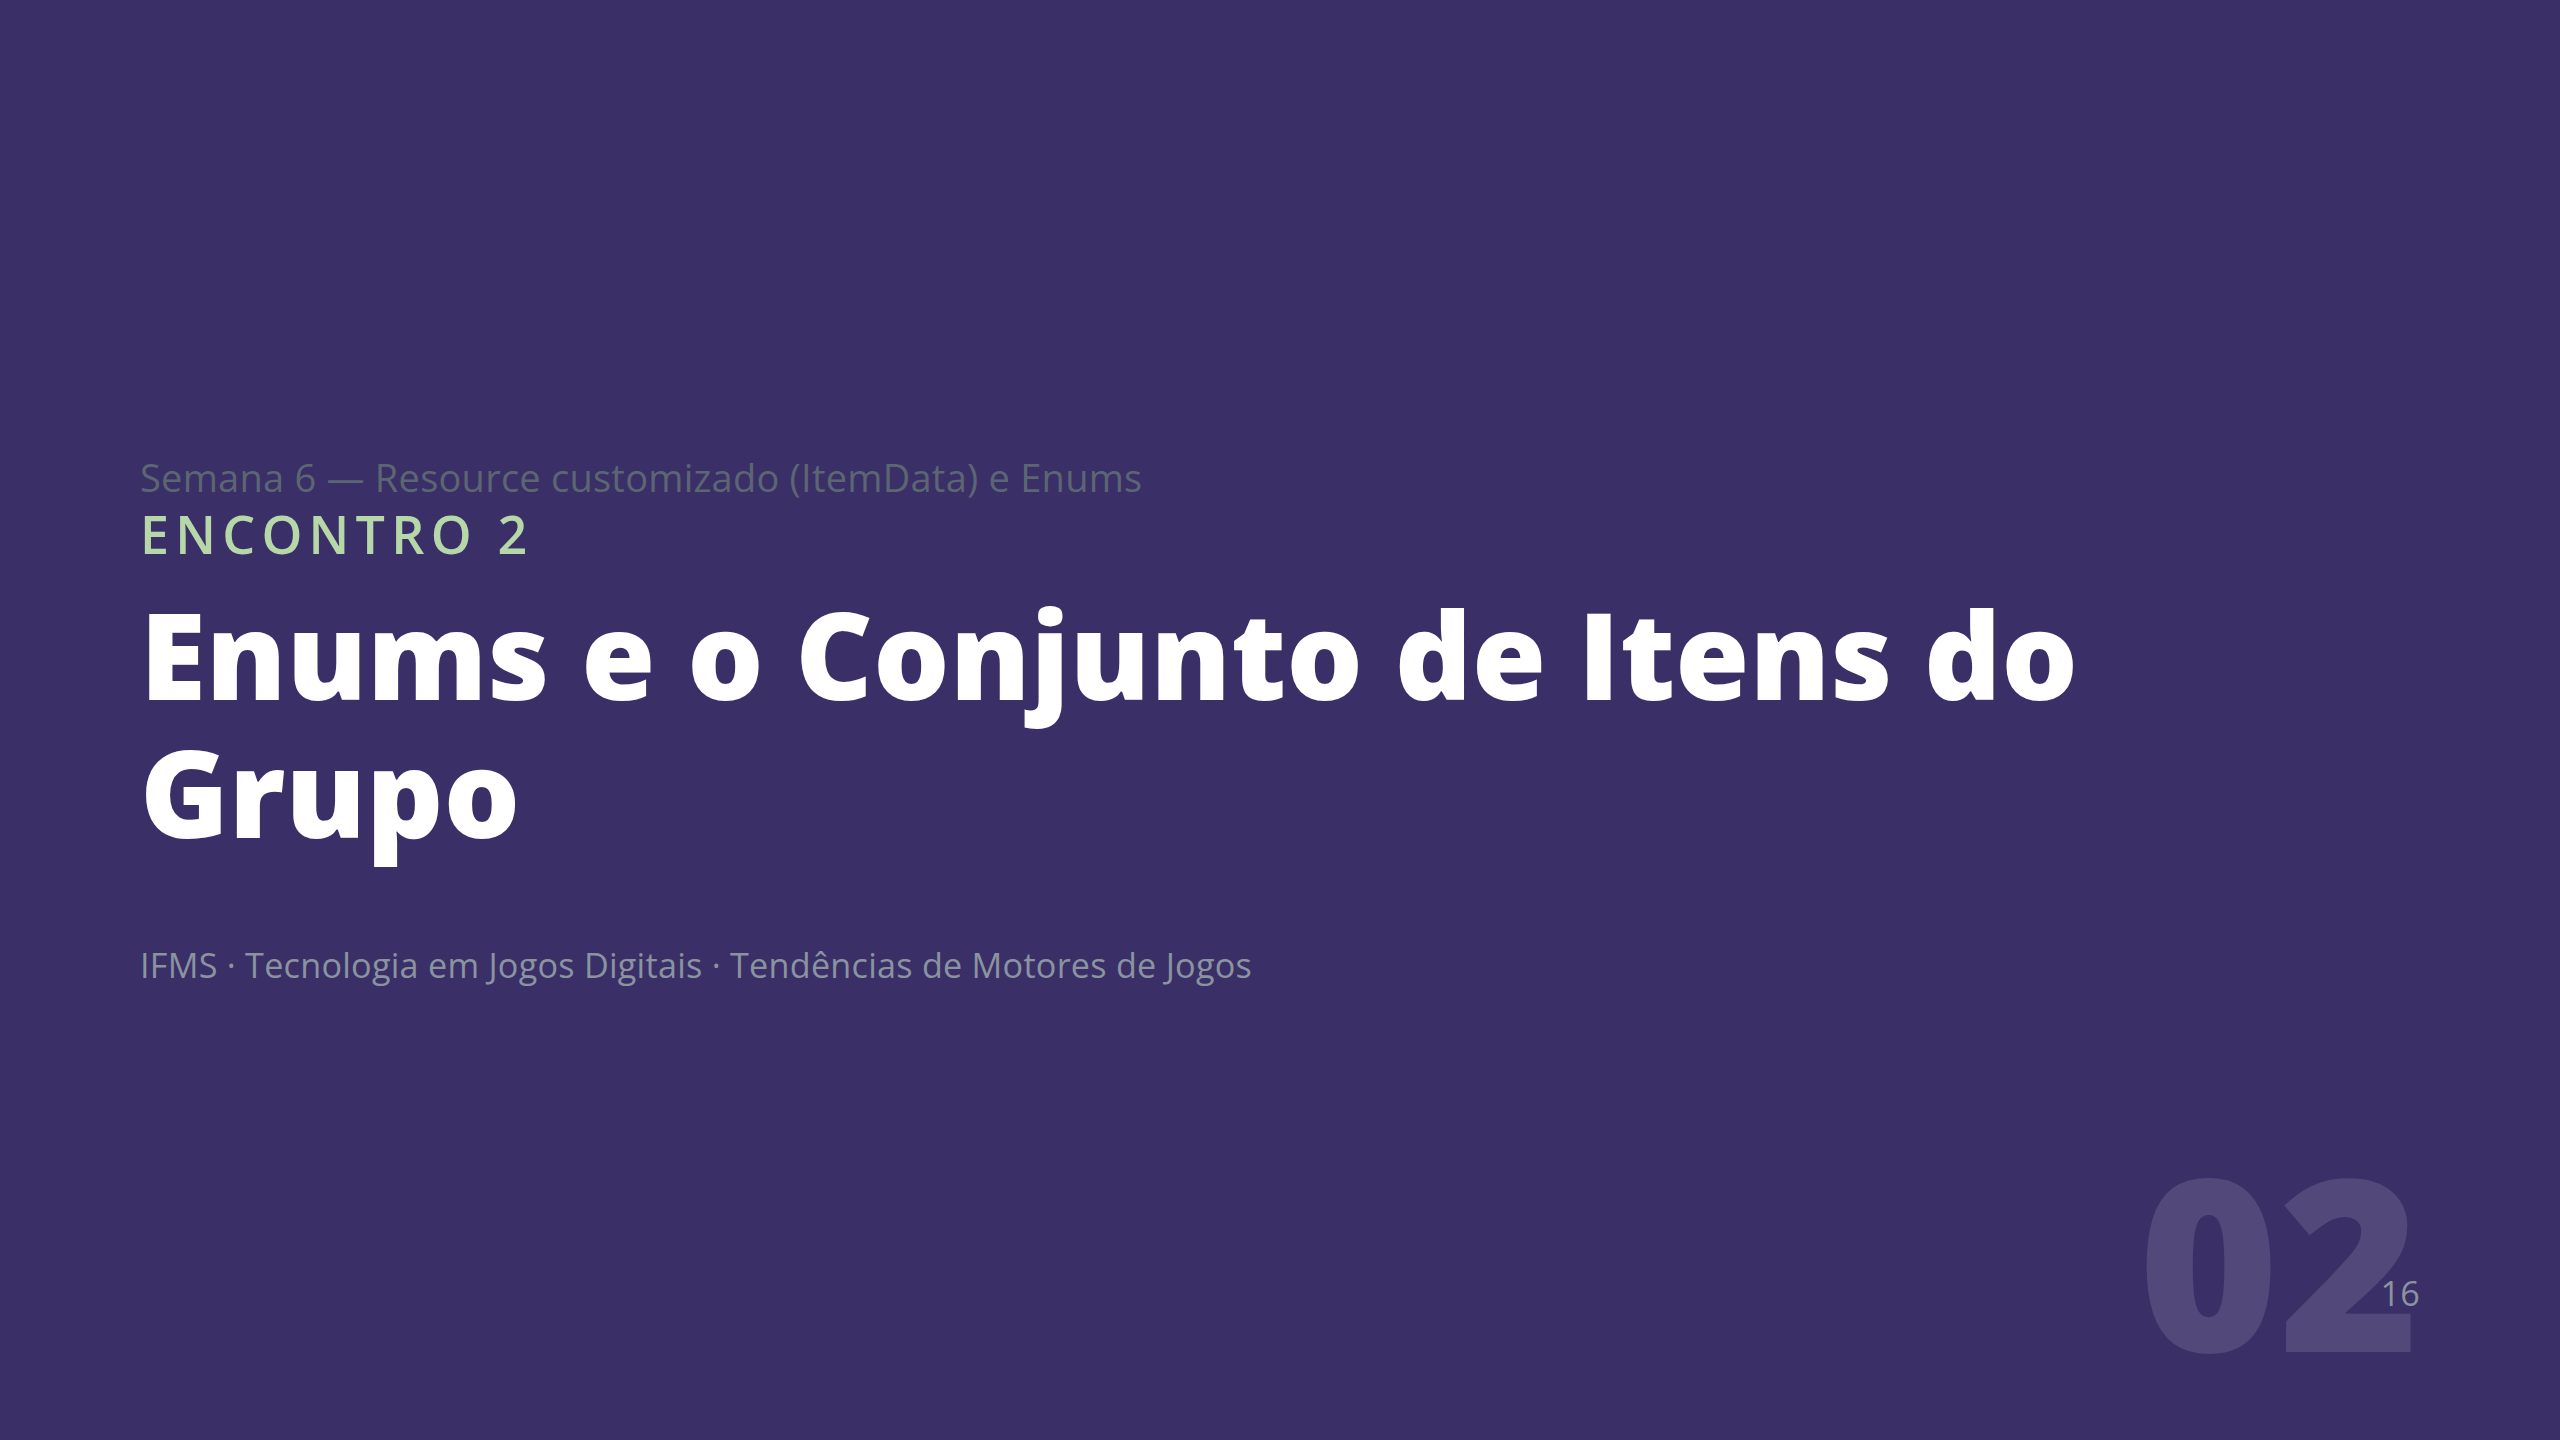 Semana 6 — Resource customizado (ItemData) e Enums
ENCONTRO 2
Enums e o Conjunto de Itens do
Grupo
IFMS · Tecnologia em Jogos Digitais · Tendências de Motores de Jogos
02
16